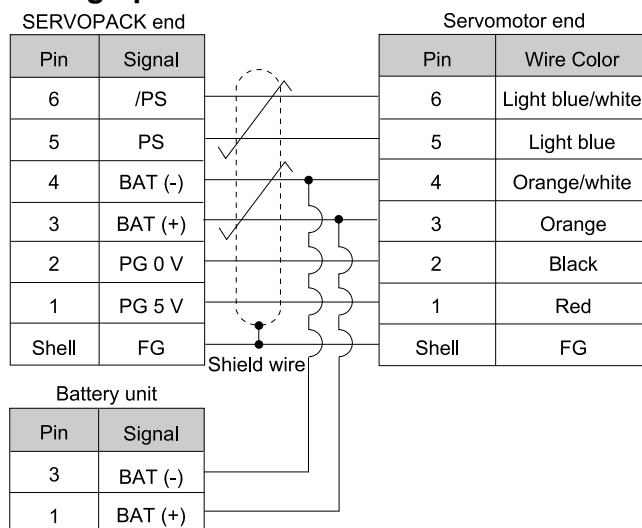 SERVOPACK end
Pin Signal
6 /PS
5 PS
4 BAT (-)
3 BAT (+)
2 PG 0 V
1 PG 5 V
Shell FG
Shield wire
Servomotor end
Pin Wire Color
6 Light blue/white
5 Light blue
4 Orange/white
3 Orange
2 Black
1 Red
Shell FG
Battery unit
Pin Signal
3 BAT (-)
1 BAT (+)